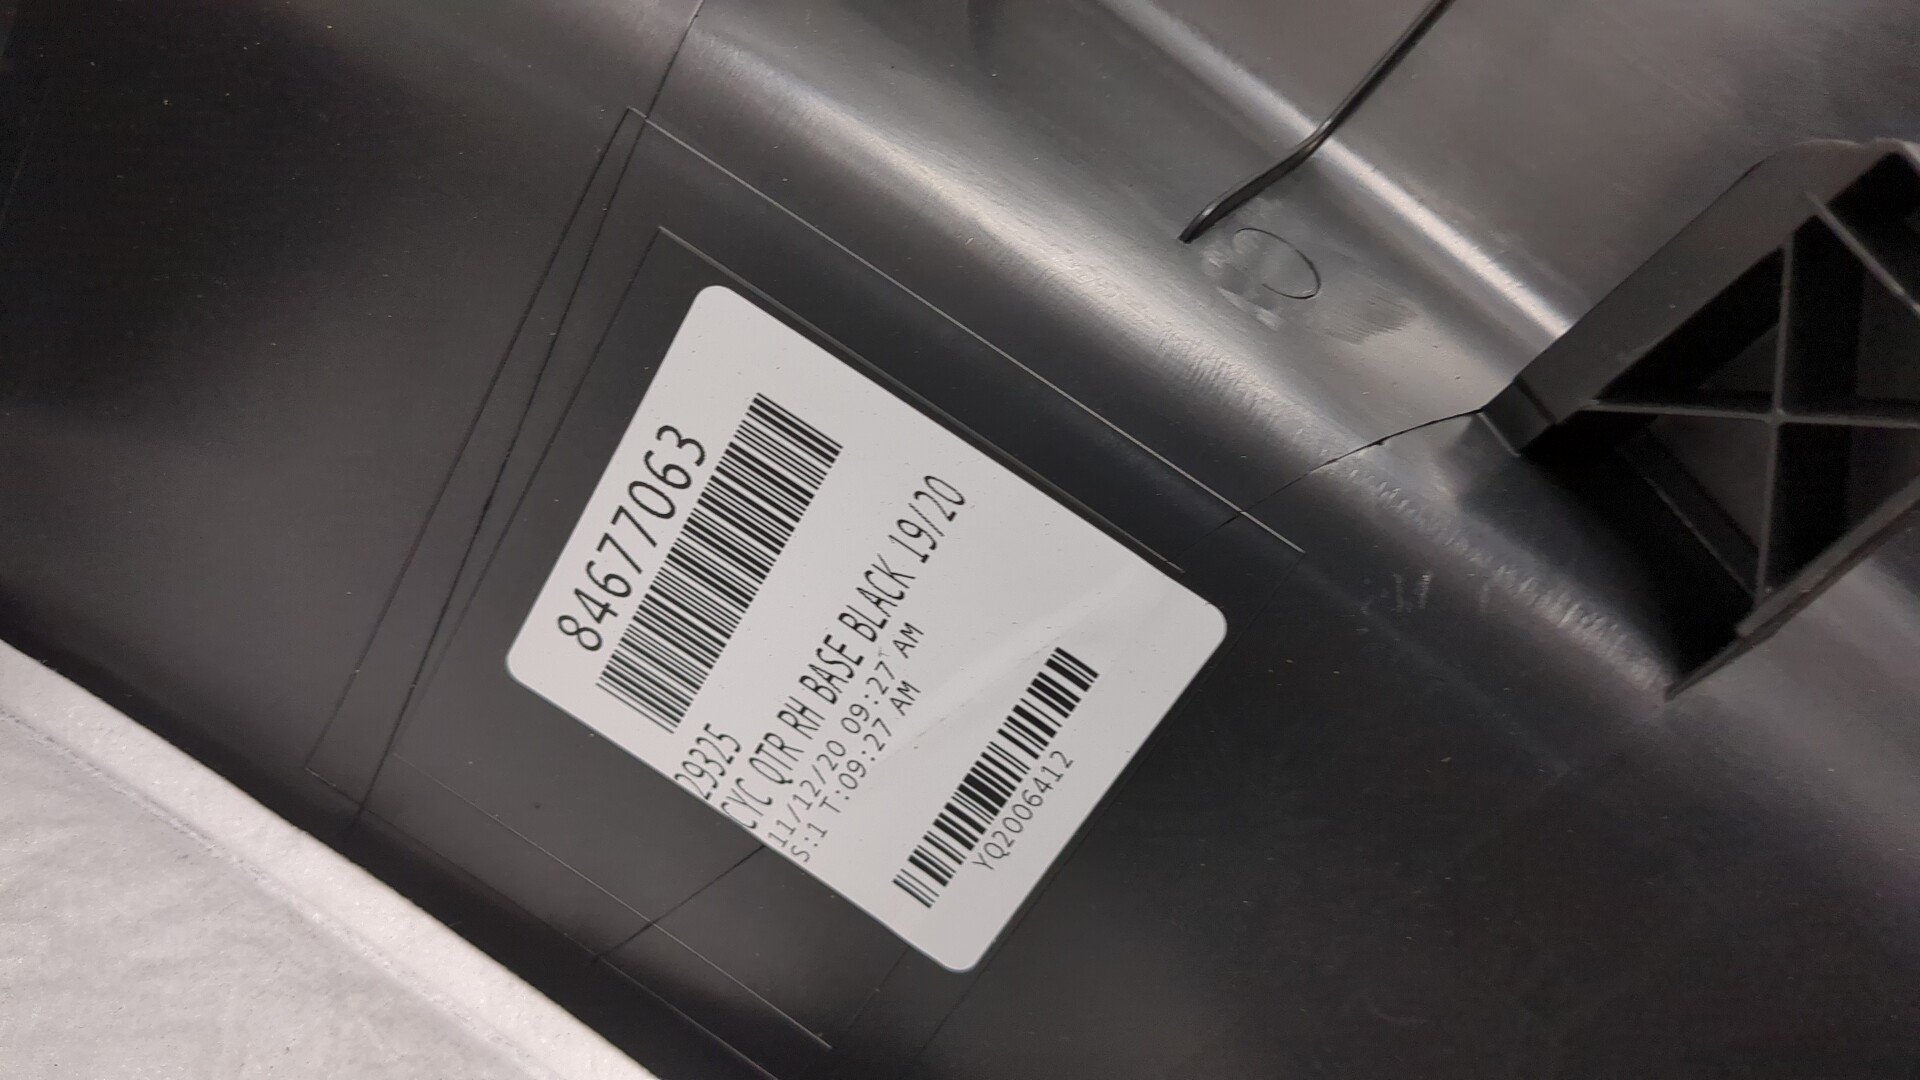 84677063
29325
CYC QTR RH BASE BLACK 19/20
11/12/20 09:27 AM
S:1 T:09:27 AM
YQ2006412